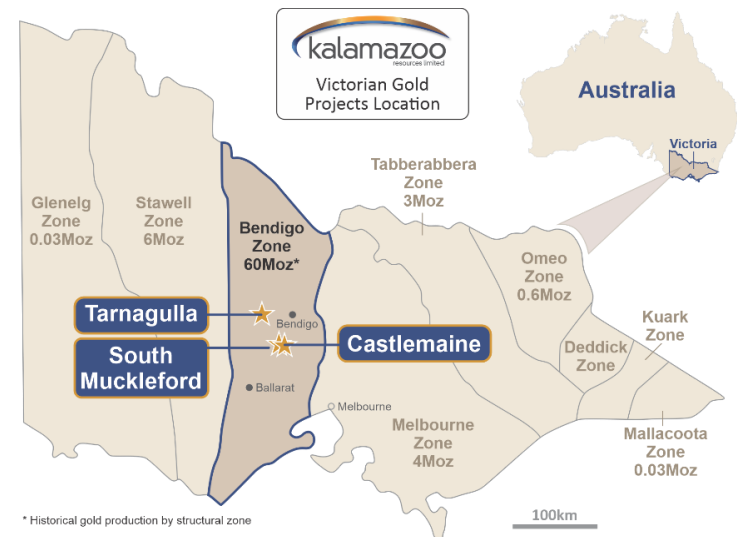 kalamazoo
resources limited
Victorian Gold
Projects Location
Australia
Victoria
Glenelg
Zone
0.03Moz
Stawell
Zone
6Moz
Bendigo
Zone
60Moz*
Tabberabbera
Zone
3Moz
Omeo
Zone
0.6Moz
Kuark
Zone
Deddick
Zone
Tarnagulla
Bendigo
South
Muckleford
Castlemaine
Ballarat
Melbourne
Melbourne
Zone
4Moz
Mallacoota
Zone
0.03Moz
* Historical gold production by structural zone
100km